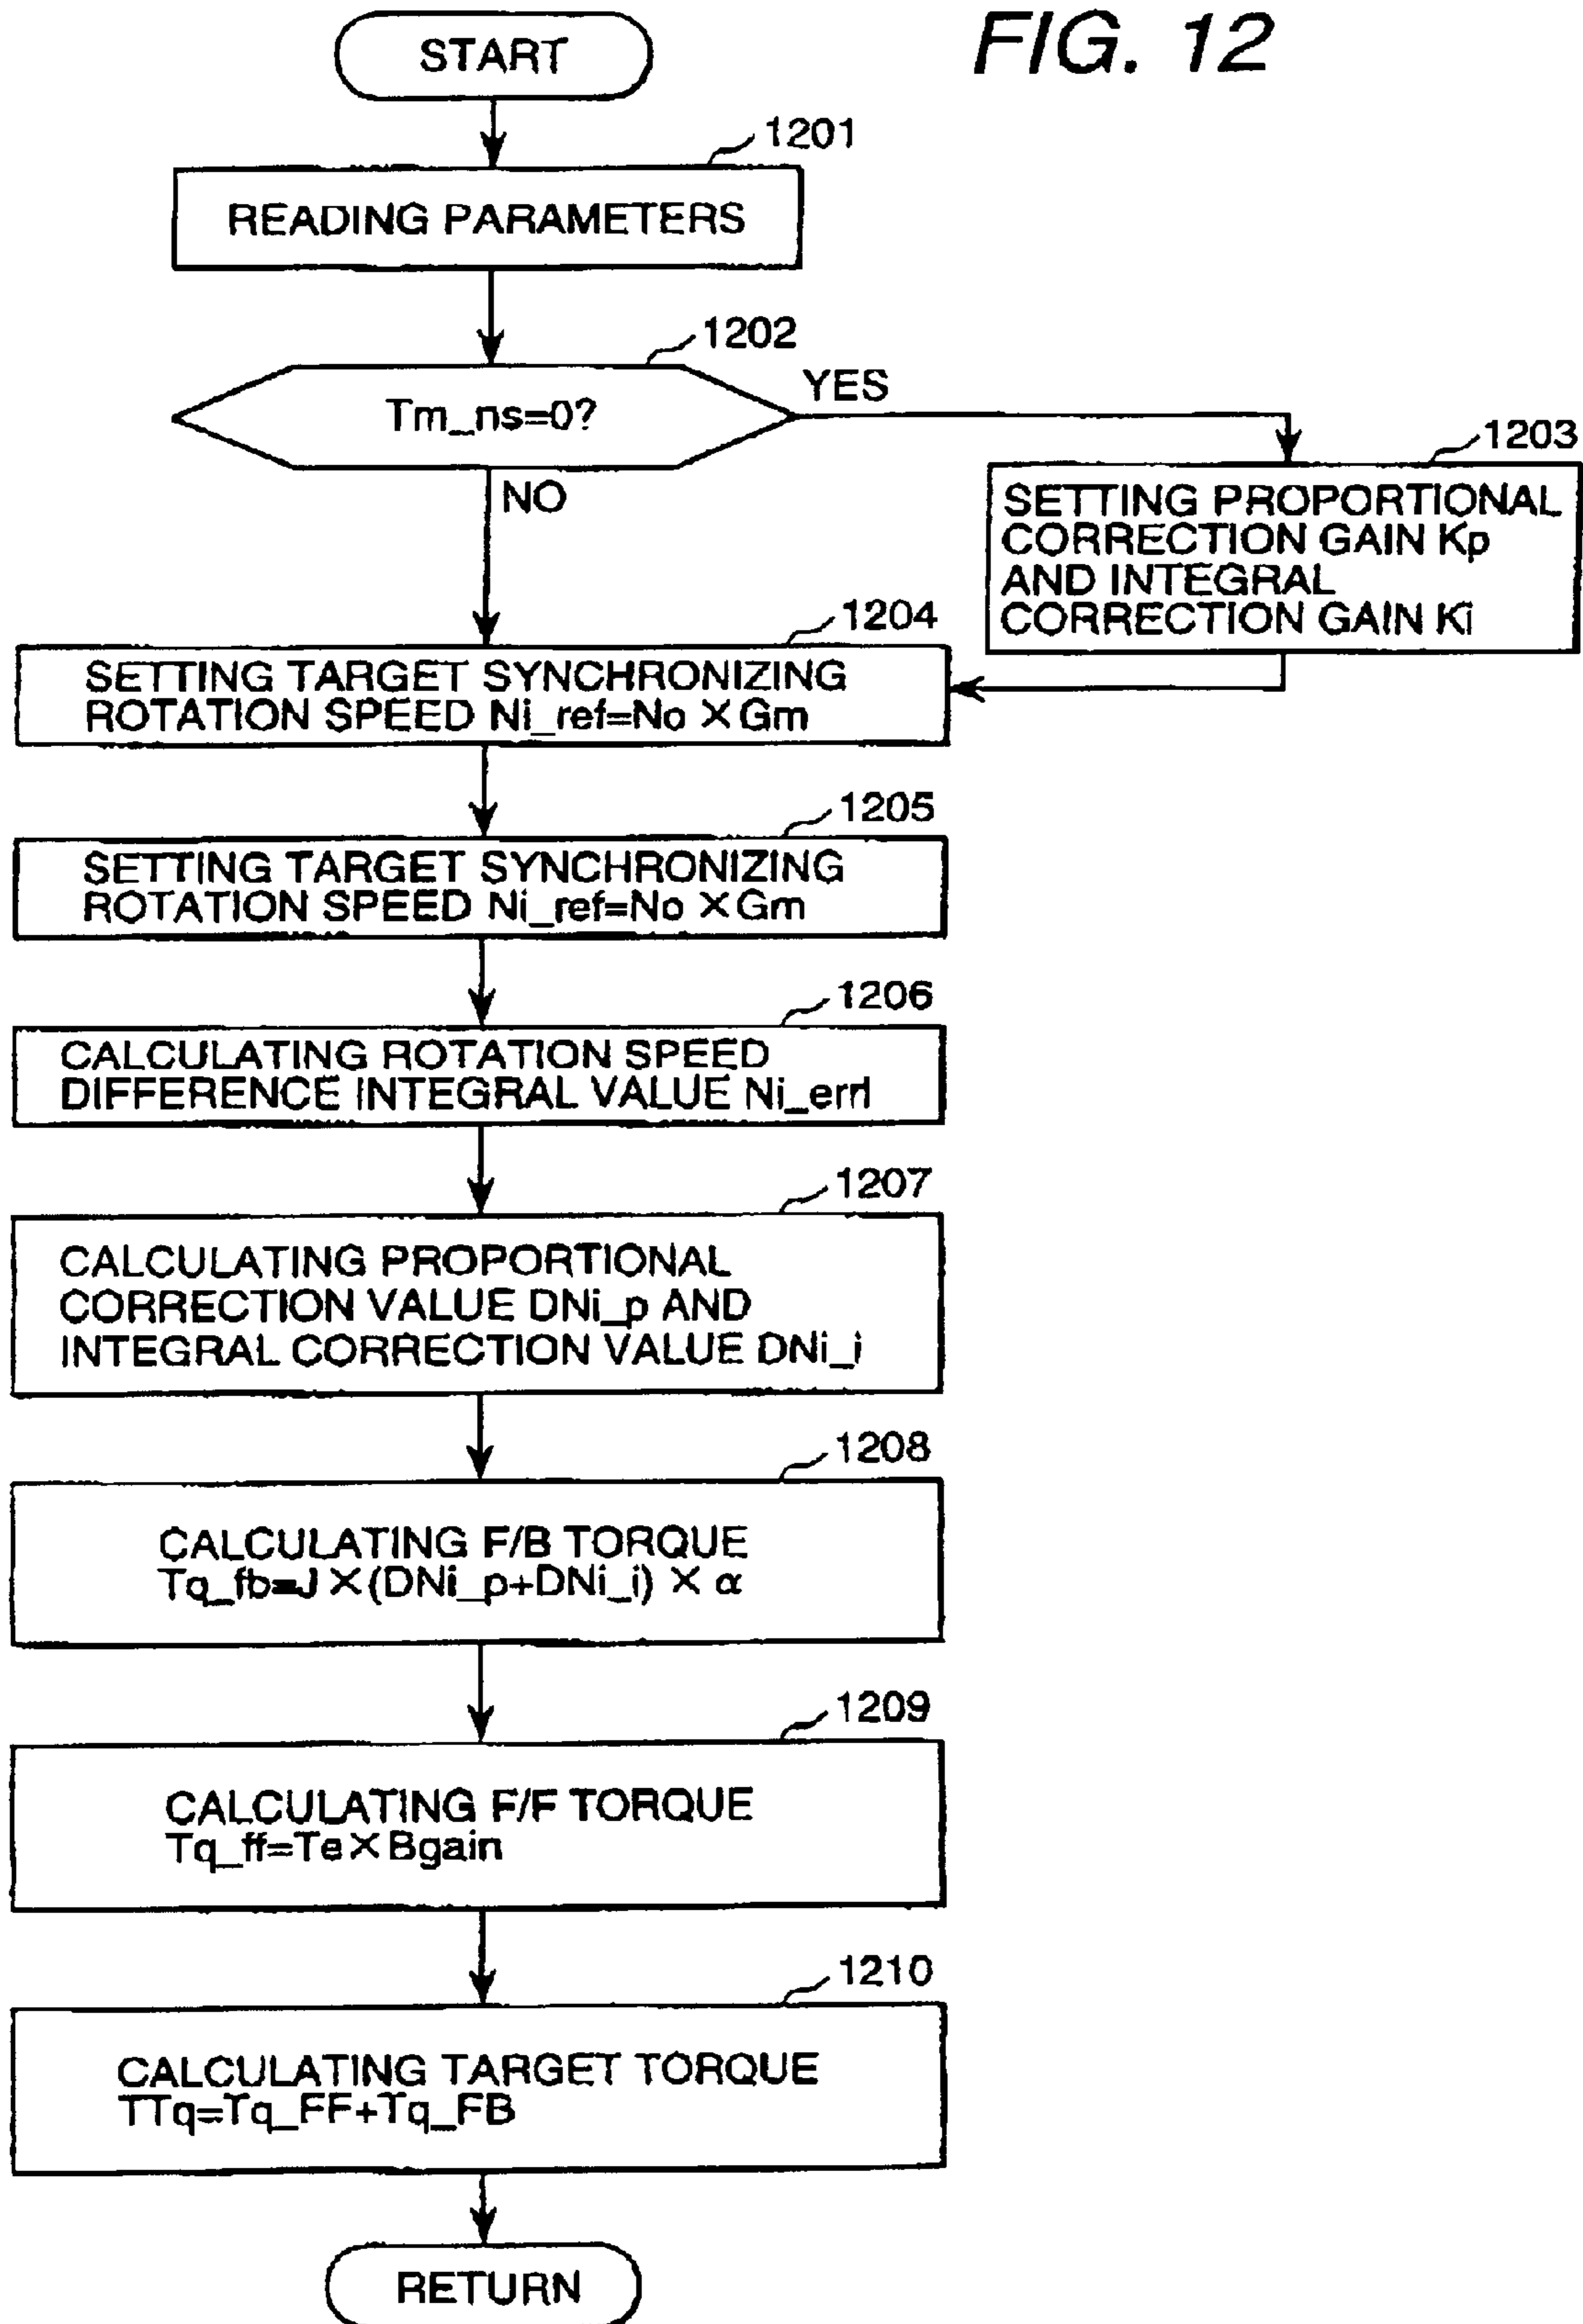 FIG. 12
START
1201
READING PARAMETERS
1202
Tm_ns=0?
YES
NO
1203
SETTING PROPORTIONAL
CORRECTION GAIN Kp
AND INTEGRAL
CORRECTION GAIN Ki
1204
SETTING TARGET SYNCHRONIZING
ROTATION SPEED Ni_ref=No×Gm
1205
SETTING TARGET SYNCHRONIZING
ROTATION SPEED Ni_ref=No×Gm
1206
CALCULATING ROTATION SPEED
DIFFERENCE INTEGRAL VALUE Ni_errI
1207
CALCULATING PROPORTIONAL
CORRECTION VALUE DNi_p AND
INTEGRAL CORRECTION VALUE DNi_i
1208
CALCULATING F/B TORQUE
Tq_fb=J×(DNi_p+DNi_i)×α
1209
CALCULATING F/F TORQUE
Tq_ff=Te×Bgain
1210
CALCULATING TARGET TORQUE
TTq=Tq_FF+Tq_FB
RETURN